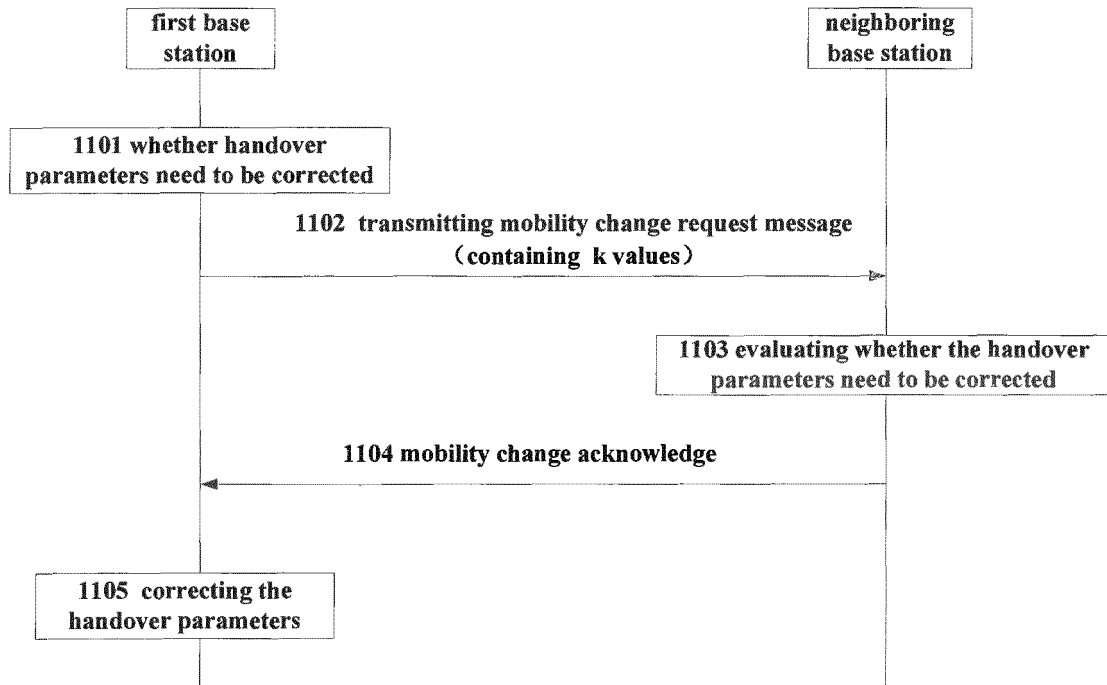 first base
station
neighboring
base station
1101 whether handover
parameters need to be corrected
1102 transmitting mobility change request message
（containing k values）
1103 evaluating whether the handover
parameters need to be corrected
1104 mobility change acknowledge
1105 correcting the
handover parameters